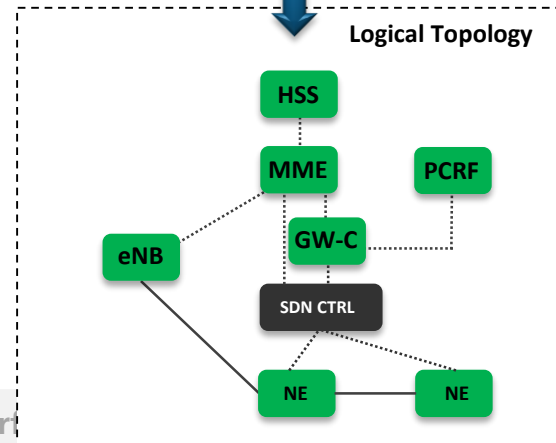 Logical Topology
HSS
MME
PCRF
GW-C
eNB
SDN CTRL
NE
NE